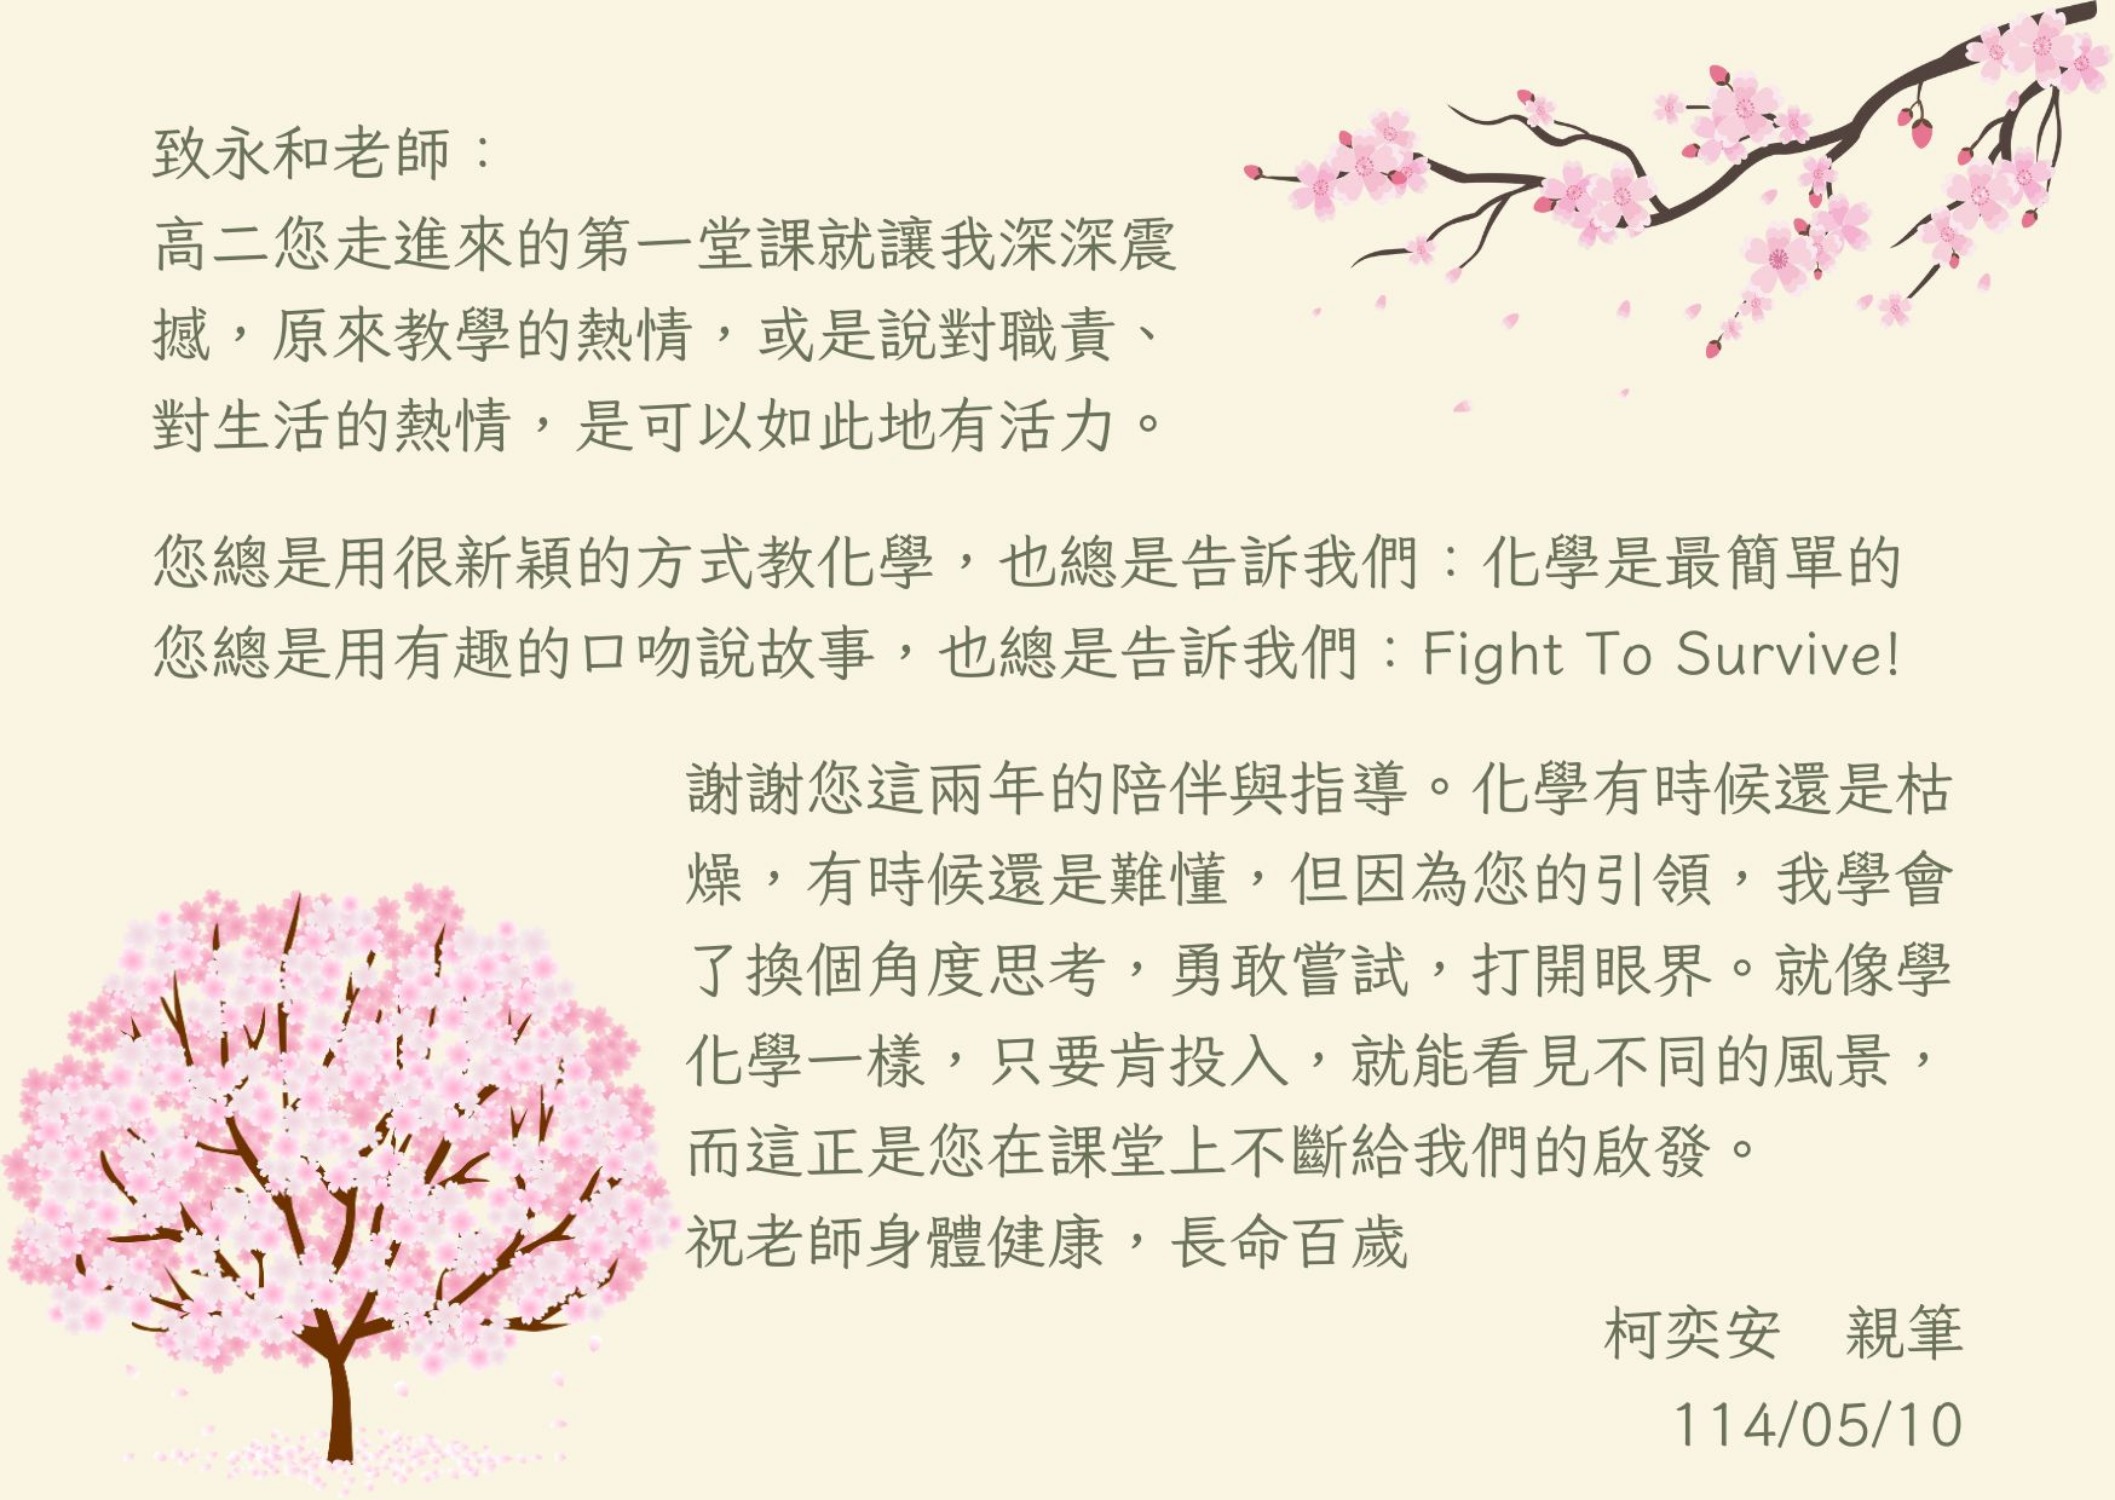 致永和老師：
高二您走進來的第一堂課就讓我深深震
撼，原來教學的熱情，或是說對職責、
對生活的熱情，是可以如此地有活力。
您總是用很新穎的方式教化學，也總是告訴我們：化學是最簡單的
您總是用有趣的口吻說故事，也總是告訴我們：Fight To Survive!
謝謝您這兩年的陪伴與指導。化學有時候還是枯
燥，有時候還是難懂，但因為您的引領，我學會
了換個角度思考，勇敢嘗試，打開眼界。就像學
化學一樣，只要肯投入，就能看見不同的風景，
而這正是您在課堂上不斷給我們的啟發。
祝老師身體健康，長命百歲
柯奕安　親筆
114/05/10